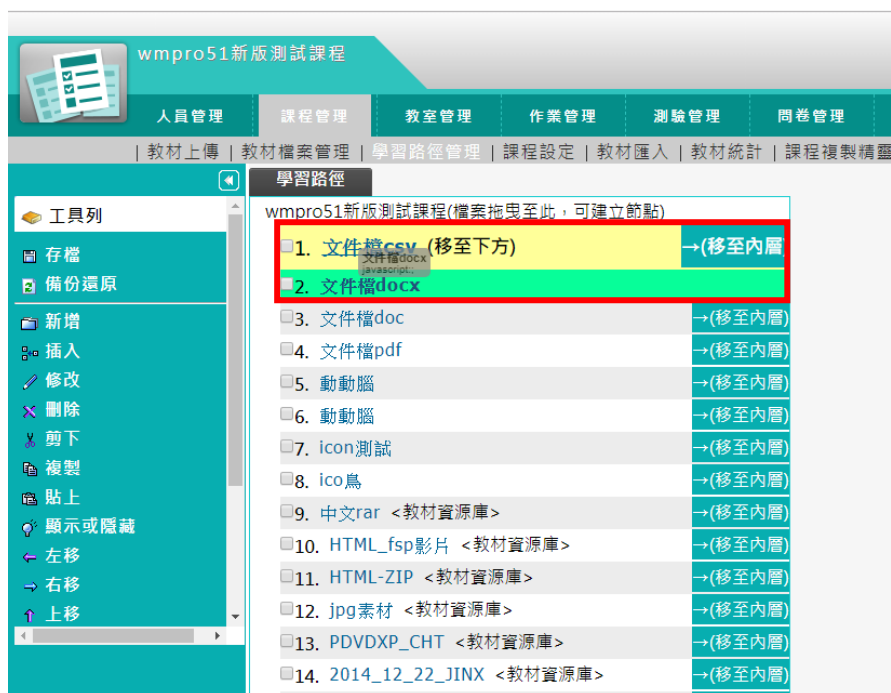 wmpro51新版測試課程
人員管理 課程管理 教室管理 作業管理 測驗管理 問卷管理
| 教材上傳 | 教材檔案管理 | 學習路徑管理 | 課程設定 | 教材匯入 | 教材統計 | 課程複製精靈
學習路徑
工具列
存檔
備份還原
新增
插入
修改
刪除
剪下
複製
貼上
顯示或隱藏
左移
右移
上移
wmpro51新版測試課程(檔案拖曳至此，可建立節點)
1. 文件檔csv (移至下方) →(移至內層
文件檔docx
javascript:;
2. 文件檔docx
3. 文件檔doc →(移至內層)
4. 文件檔pdf →(移至內層)
5. 動動腦 →(移至內層)
6. 動動腦 →(移至內層)
7. icon測試 →(移至內層)
8. ico鳥 →(移至內層)
9. 中文rar <教材資源庫> →(移至內層)
10. HTML_fsp影片 <教材資源庫> →(移至內層)
11. HTML-ZIP <教材資源庫> →(移至內層)
12. jpg素材 <教材資源庫> →(移至內層)
13. PDVDXP_CHT <教材資源庫> →(移至內層)
14. 2014_12_22_JINX <教材資源庫> →(移至內層)